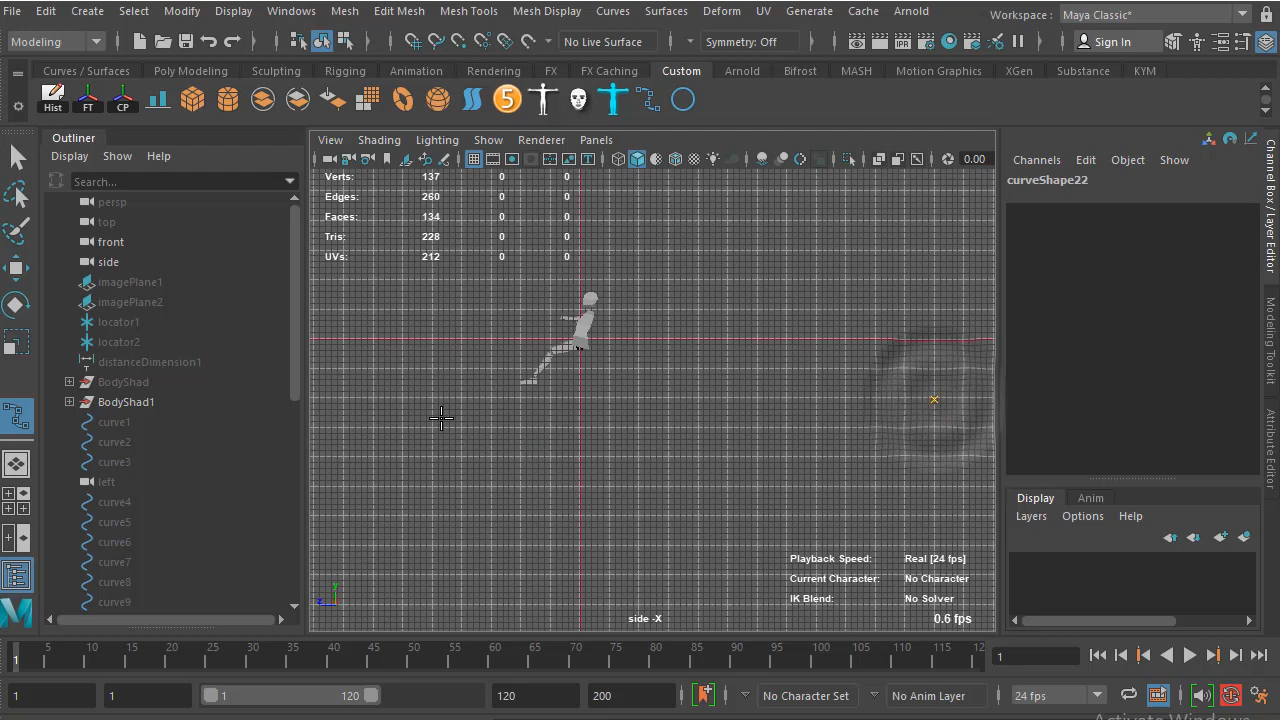 File Edit Create Select Modify Display Windows Mesh Edit Mesh Mesh Tools Mesh Display Curves Surfaces Deform UV Generate Cache Arnold Workspace: Maya Classic*
Modeling No Live Surface Symmetry: Off Sign In
Curves / Surfaces Poly Modeling Sculpting Rigging Animation Rendering FX FX Caching Custom Arnold Bifrost MASH Motion Graphics XGen Substance KYM
Hist FT CP 5
Outliner
Display Show Help
Search...
persp
top
front
side
imagePlane1
imagePlane2
locator1
locator2
distanceDimension1
BodyShad
BodyShad1
curve1
curve2
curve3
left
curve4
curve5
curve6
curve7
curve8
curve9
View Shading Lighting Show Renderer Panels
0.00
Verts: 137 0 0
Edges: 260 0 0
Faces: 134 0 0
Tris: 228 0 0
UVs: 212 0 0
Playback Speed: Real [24 fps]
Current Character: No Character
IK Blend: No Solver
y
z
side -X
0.6 fps
Channels Edit Object Show
curveShape22
Display Anim
Layers Options Help
Channel Box / Layer Editor
Modeling Toolkit
Attribute Editor
1 5 10 15 20 25 30 35 40 45 50 55 60 65 70 75 80 85 90 95 100 105 110 115 12
1
1 1 1 120 120 200 No Character Set No Anim Layer 24 fps